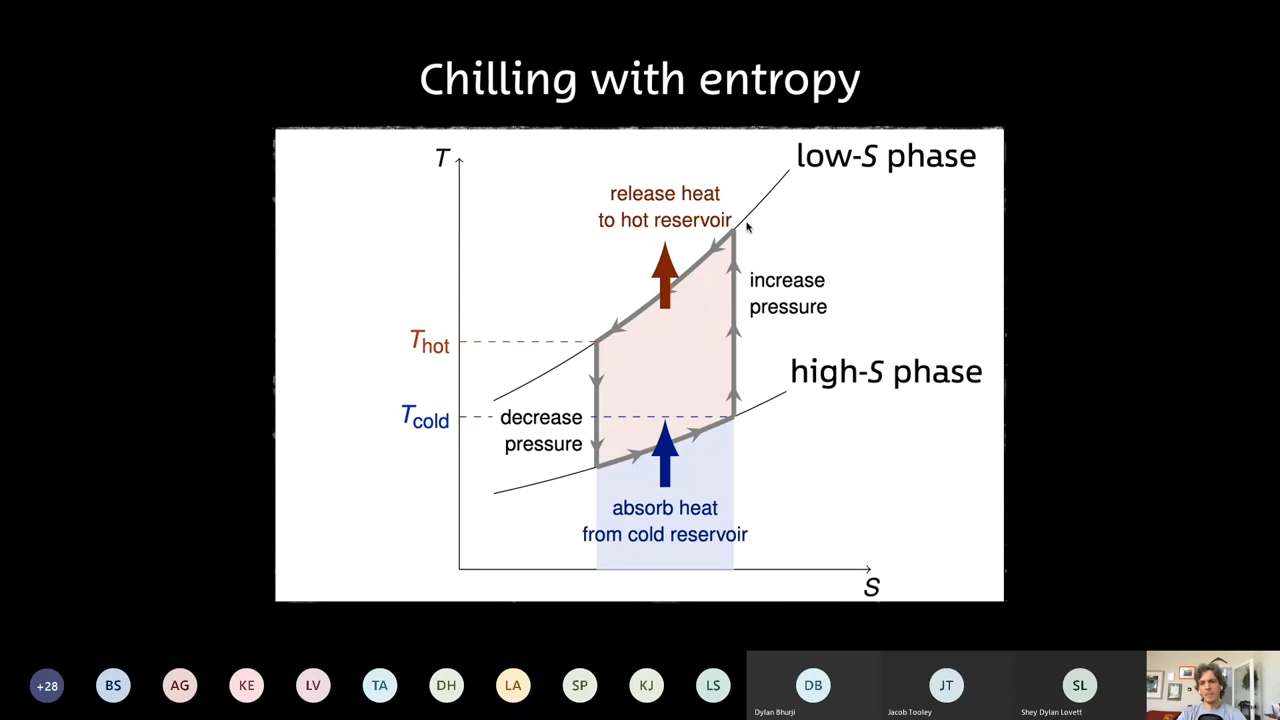 Chilling with entropy
T
low-S phase
release heat
to hot reservoir
increase
pressure
Thot
high-S phase
Tcold
decrease
pressure
absorb heat
from cold reservoir
S
+28
BS
AG
KE
LV
TA
DH
LA
SP
KJ
LS
DB
JT
SL
Dylan Bhurji
Jacob Tooley
Shey Dylan Lovett